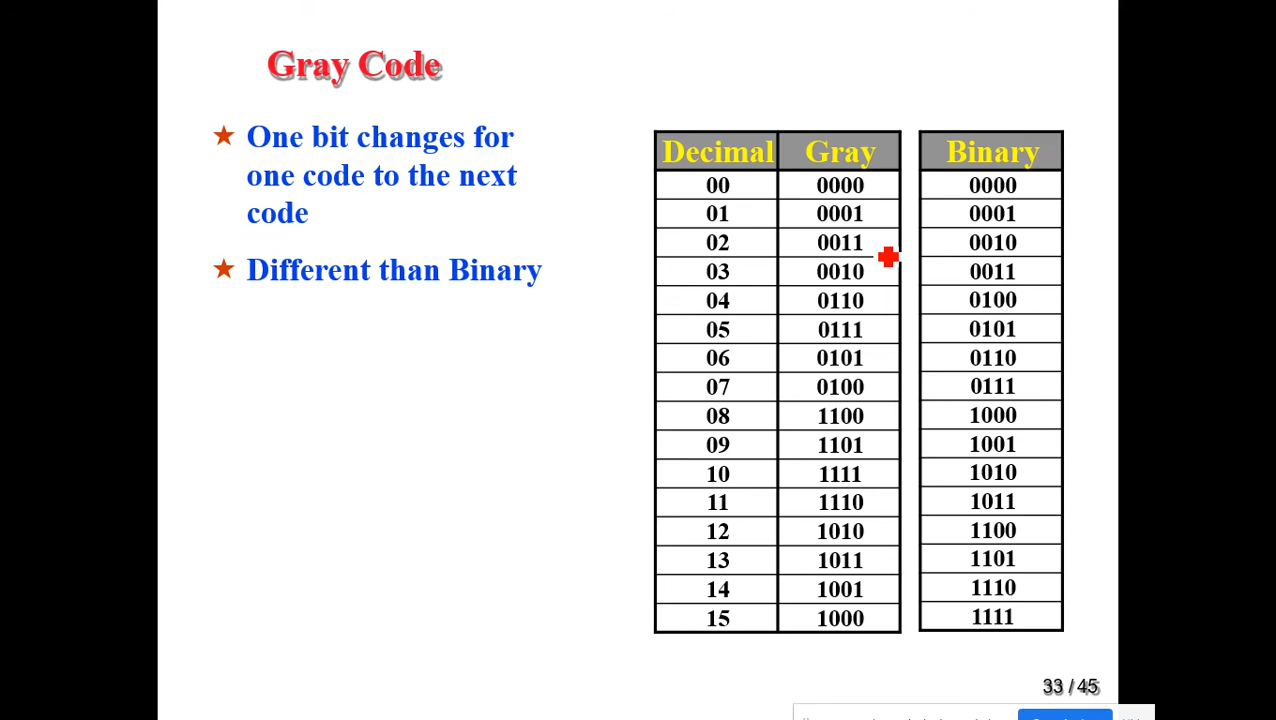 Gray Code
★ One bit changes for
one code to the next
code
★ Different than Binary
Decimal Gray Binary
00 0000 0000
01 0001 0001
02 0011 0010
03 0010 0011
04 0110 0100
05 0111 0101
06 0101 0110
07 0100 0111
08 1100 1000
09 1101 1001
10 1111 1010
11 1110 1011
12 1010 1100
13 1011 1101
14 1001 1110
15 1000 1111
33 / 45